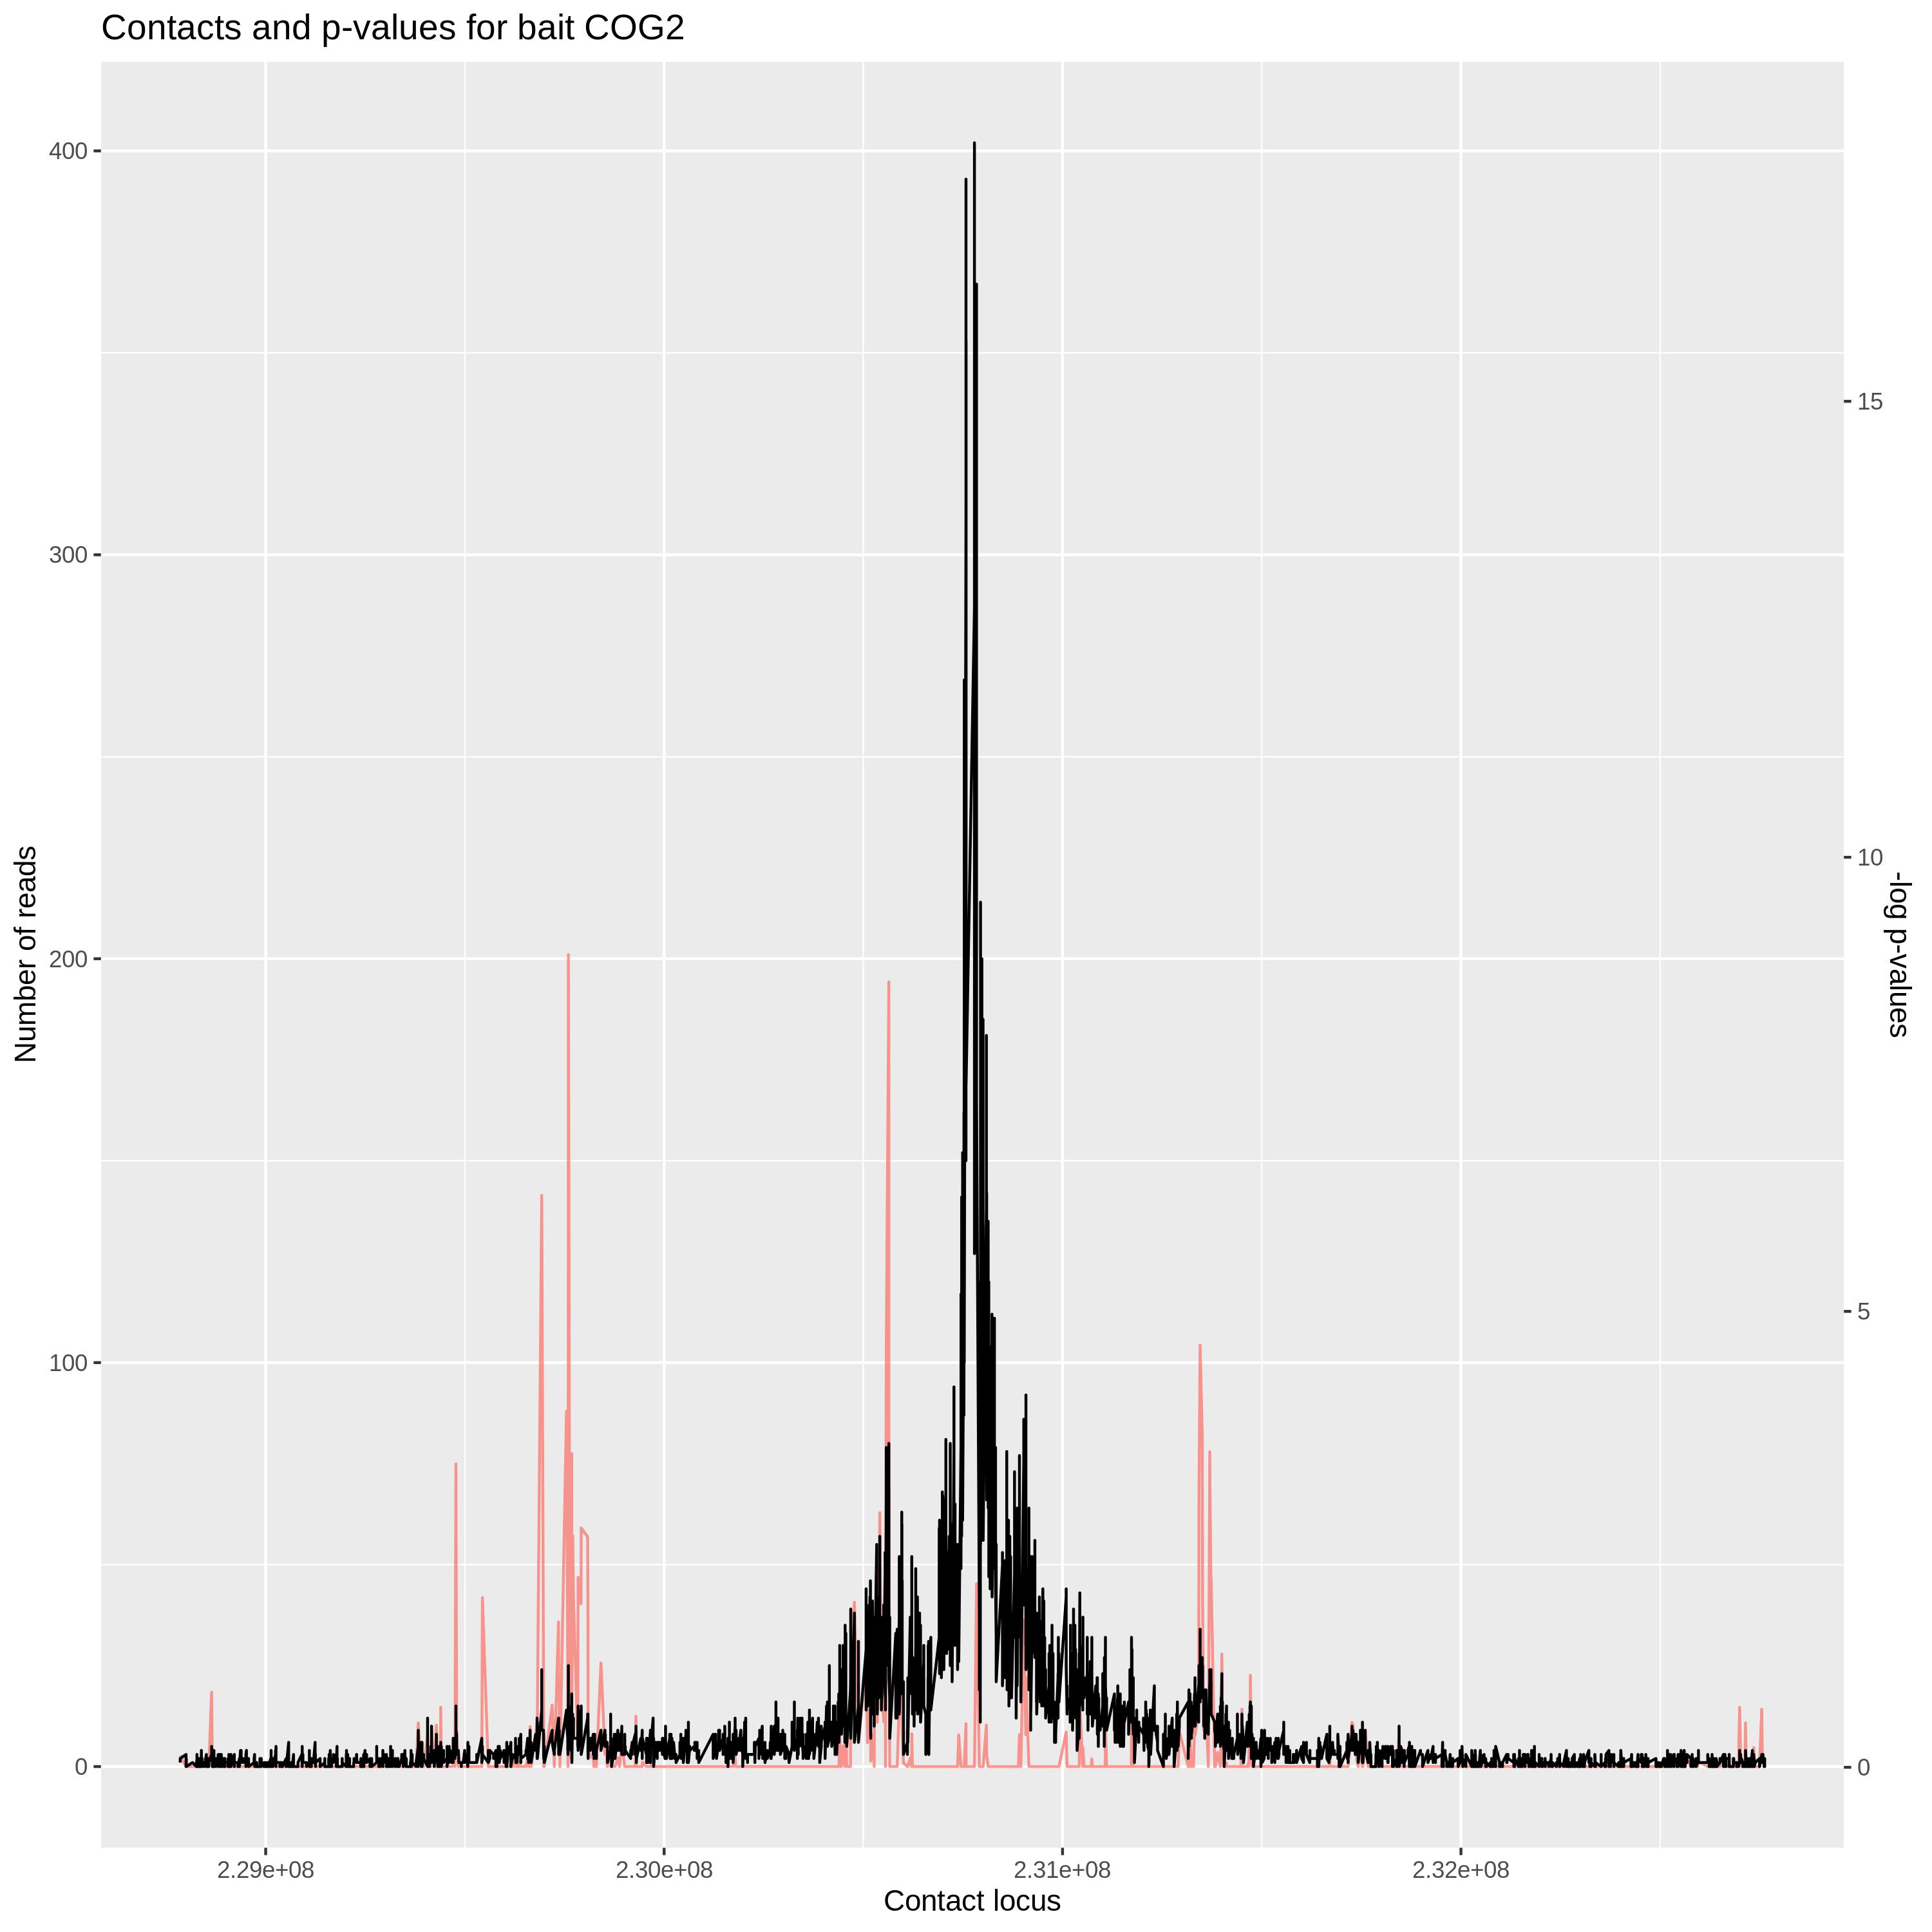 Contacts and p-values for bait COG2
400
300
200
100
0
Number of reads
15
10
5
0
-log p-values
2.29e+08
2.30e+08
2.31e+08
2.32e+08
Contact locus